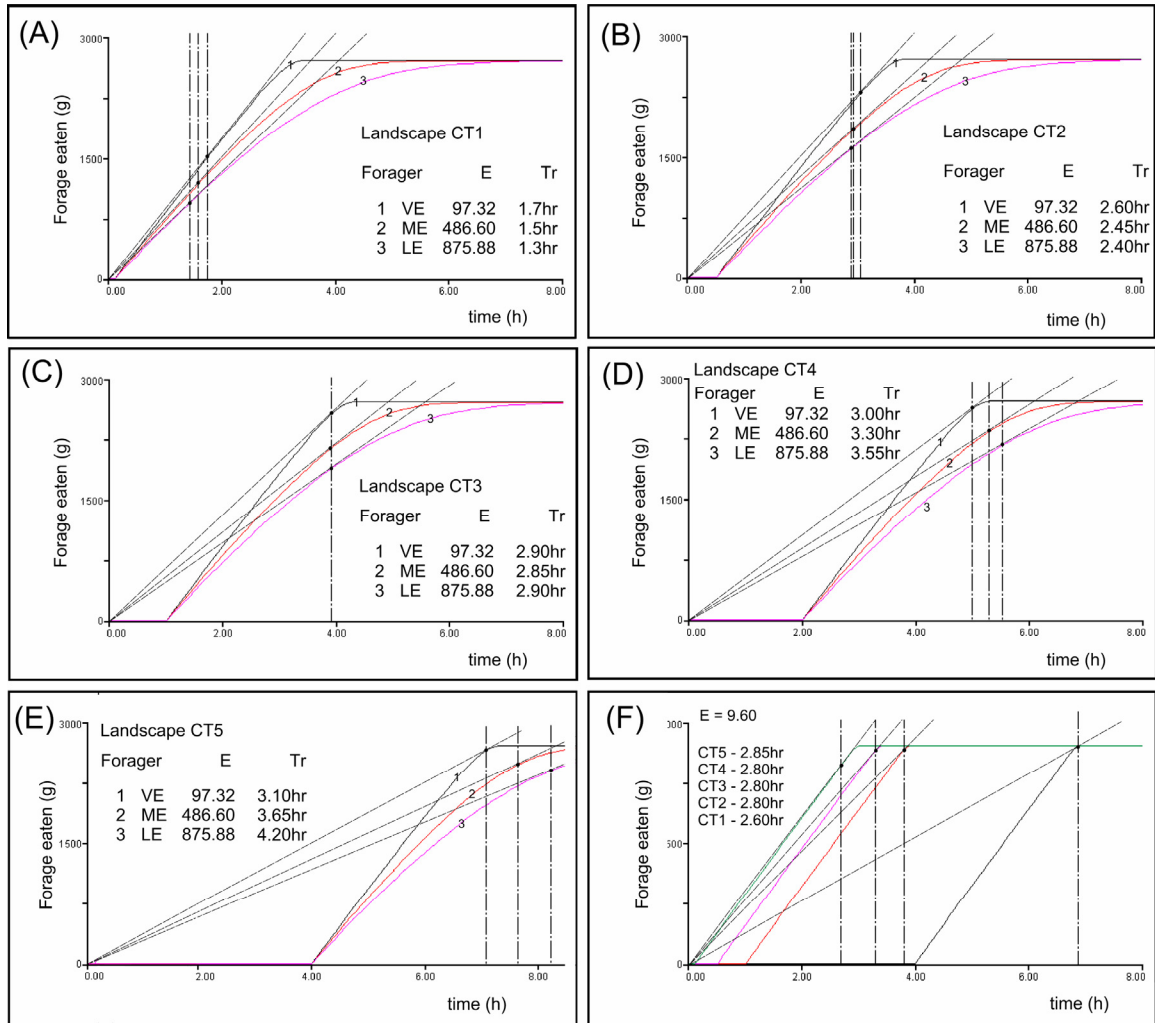 (A)
3000
1500
0
Forage eaten (g)
1
2
3
Landscape CT1
Forager E Tr
1 VE 97.32 1.7hr
2 ME 486.60 1.5hr
3 LE 875.88 1.3hr
0.00 2.00 4.00 6.00 8.00
time (h)
(B)
3000
1500
0
Forage eaten (g)
1
2
3
Landscape CT2
Forager E Tr
1 VE 97.32 2.60hr
2 ME 486.60 2.45hr
3 LE 875.88 2.40hr
0.00 2.00 4.00 6.00 8.00
time (h)
(C)
3000
1500
0
Forage eaten (g)
1
2
3
Landscape CT3
Forager E Tr
1 VE 97.32 2.90hr
2 ME 486.60 2.85hr
3 LE 875.88 2.90hr
0.00 2.00 4.00 6.00 8.00
time (h)
(D)
Landscape CT4
3000
1500
0
Forage eaten (g)
Forager E Tr
1 VE 97.32 3.00hr
2 ME 486.60 3.30hr
3 LE 875.88 3.55hr
1
2
3
0.00 2.00 4.00 6.00 8.00
time (h)
(E)
Landscape CT5
3000
1500
0
Forage eaten (g)
Forager E Tr
1 VE 97.32 3.10hr
2 ME 486.60 3.65hr
3 LE 875.88 4.20hr
1
2
3
0.00 2.00 4.00 6.00 8.00
time (h)
(F)
E = 9.60
300
500
0
Forage eaten (g)
CT5 - 2.85hr
CT4 - 2.80hr
CT3 - 2.80hr
CT2 - 2.80hr
CT1 - 2.60hr
0.00 2.00 4.00 6.00 8.00
time (h)